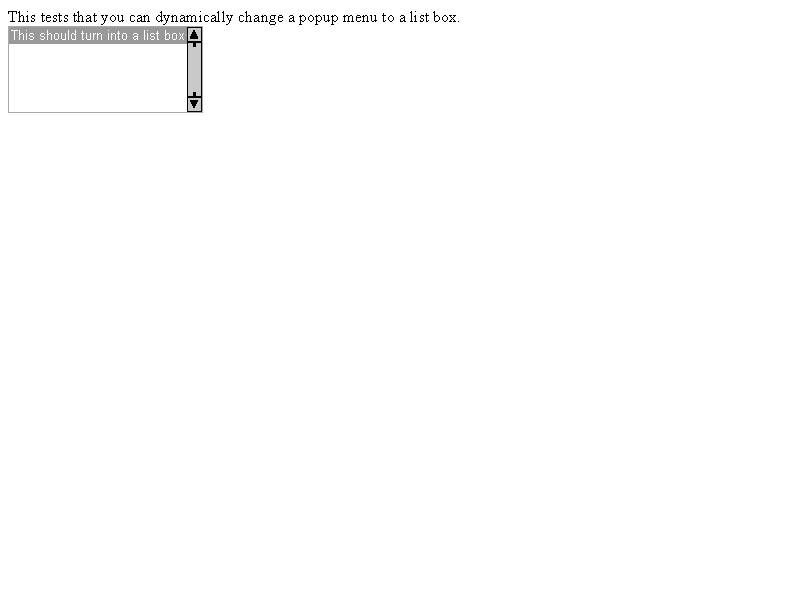 This tests that you can dynamically change a popup menu to a list box.
This should turn into a list box